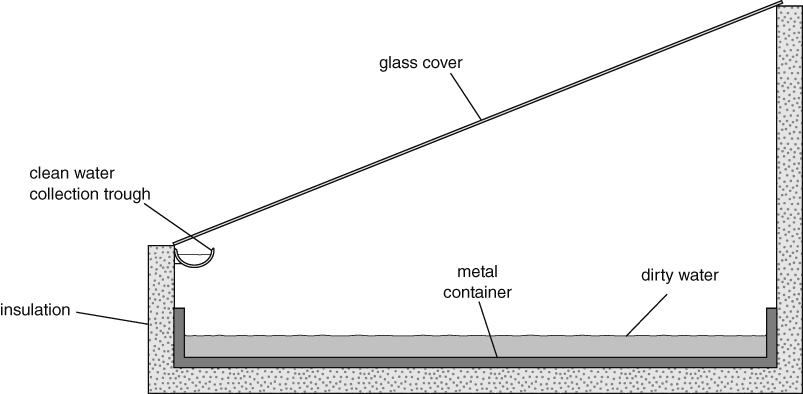 glass cover
clean water
collection trough
metal
container
dirty water
insulation